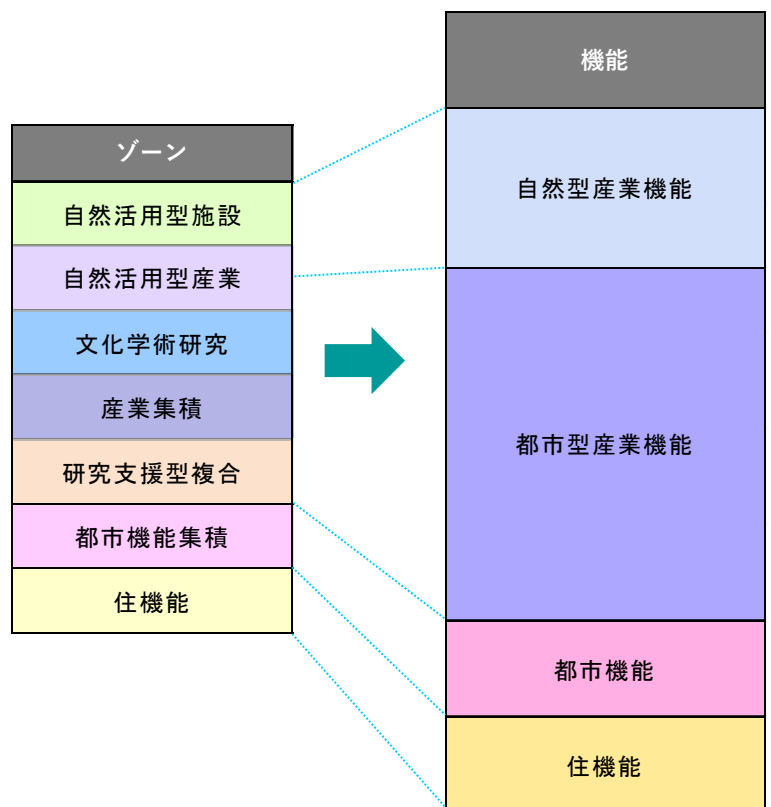 ゾーン
自然活用型施設
自然活用型産業
文化学術研究
産業集積
研究支援型複合
都市機能集積
住機能
機能
自然型産業機能
都市型産業機能
都市機能
住機能